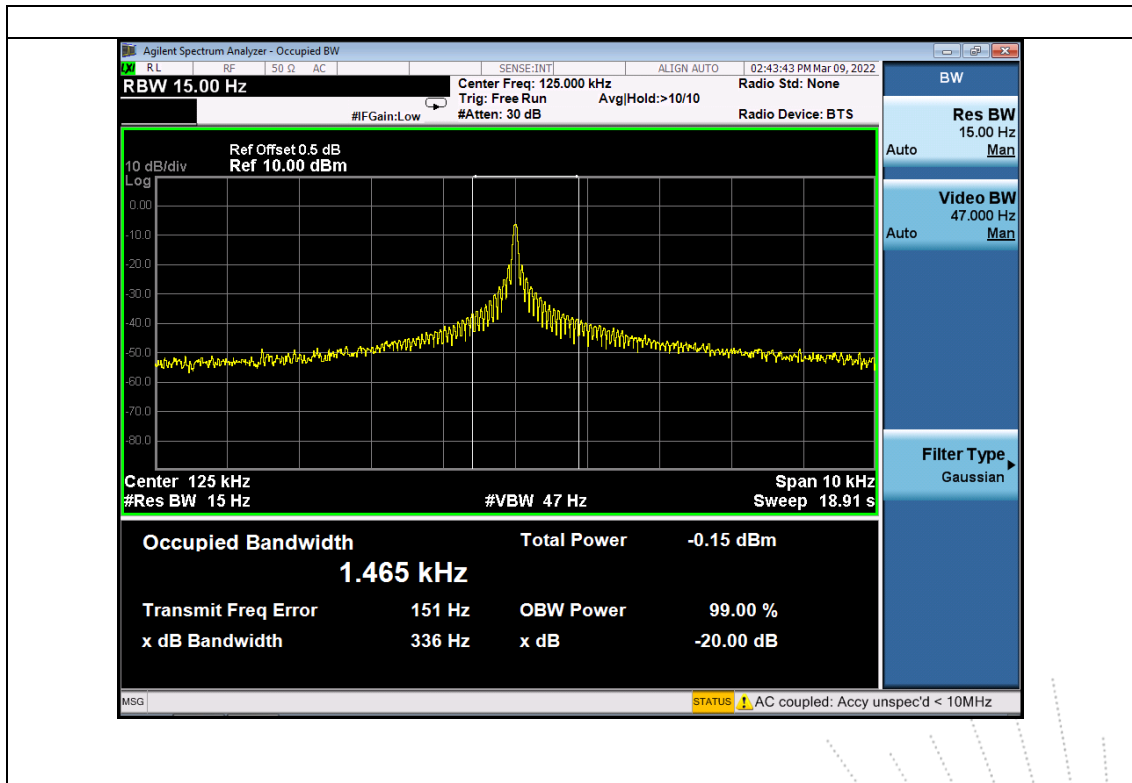 Agilent Spectrum Analyzer - Occupied BW
LXI RL RF 50 Ω AC SENSE:INT ALIGN AUTO 02:43:43 PM Mar 09, 2022
RBW 15.00 Hz Center Freq: 125.000 kHz Radio Std: None
Trig: Free Run Avg|Hold:>10/10
#IFGain:Low #Atten: 30 dB Radio Device: BTS
Ref Offset 0.5 dB
10 dB/div Ref 10.00 dBm
Log
0.00
-10.0
-20.0
-30.0
-40.0
-50.0
-60.0
-70.0
-80.0
Center 125 kHz Span 10 kHz
#Res BW 15 Hz #VBW 47 Hz Sweep 18.91 s
Occupied Bandwidth Total Power -0.15 dBm
1.465 kHz
Transmit Freq Error 151 Hz OBW Power 99.00 %
x dB Bandwidth 336 Hz x dB -20.00 dB
BW
Res BW
15.00 Hz
Auto Man
Video BW
47.000 Hz
Auto Man
Filter Type
Gaussian
MSG STATUS AC coupled: Accy unspec'd < 10MHz